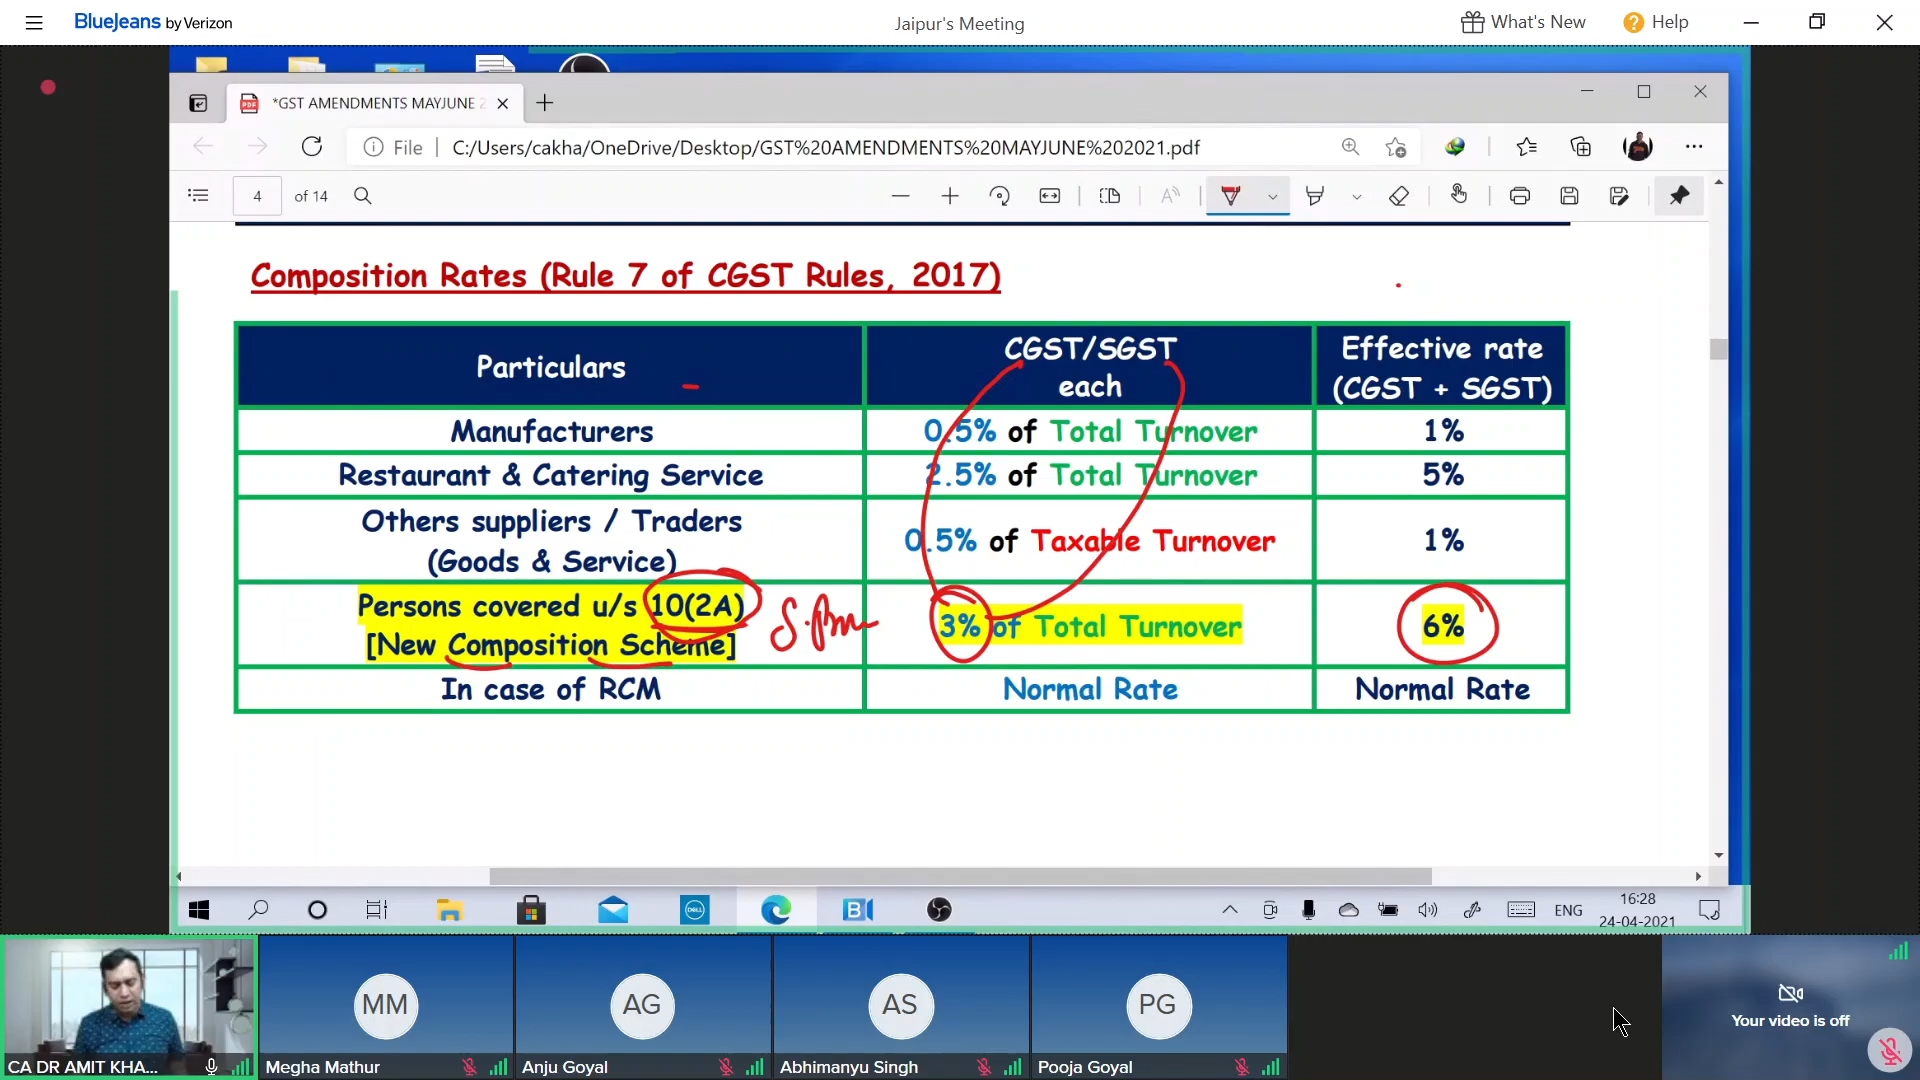 BlueJeans by Verizon
Jaipur's Meeting
What's New
Help
*GST AMENDMENTS MAYJUNE 2
File
C:/Users/cakha/OneDrive/Desktop/GST%20AMENDMENTS%20MAYJUNE%202021.pdf
4 of 14
Composition Rates (Rule 7 of CGST Rules, 2017)
Particulars
CGST/SGST
each
Effective rate
(CGST + SGST)
Manufacturers
0.5% of Total Turnover
1%
Restaurant & Catering Service
2.5% of Total Turnover
5%
Others suppliers / Traders
(Goods & Service)
0.5% of Taxable Turnover
1%
Persons covered u/s 10(2A)
[New Composition Scheme]
3% of Total Turnover
6%
In case of RCM
Normal Rate
Normal Rate
DELL
ENG
16:28
24-04-2021
CA DR AMIT KHA...
MM
Megha Mathur
AG
Anju Goyal
AS
Abhimanyu Singh
PG
Pooja Goyal
Your video is off